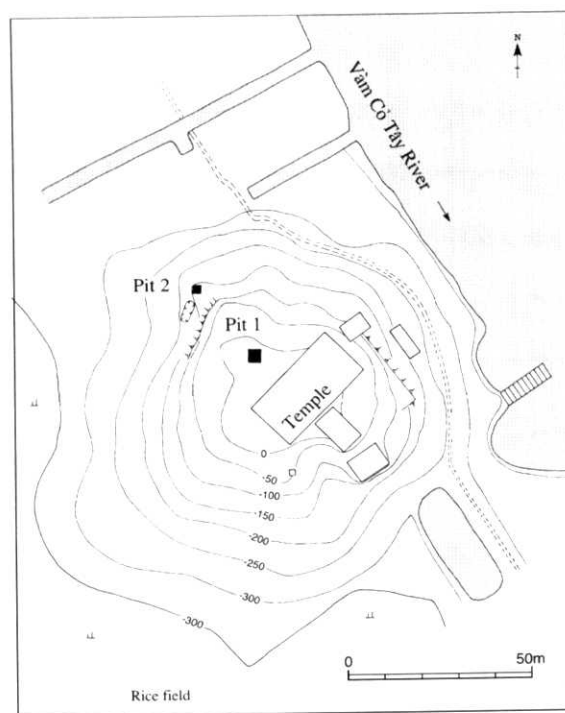 N
Vàm Cỏ Tây River
Pit 2
Pit 1
Temple
0
-50
-100
-150
-200
-250
-300
-300
0
50m
Rice field